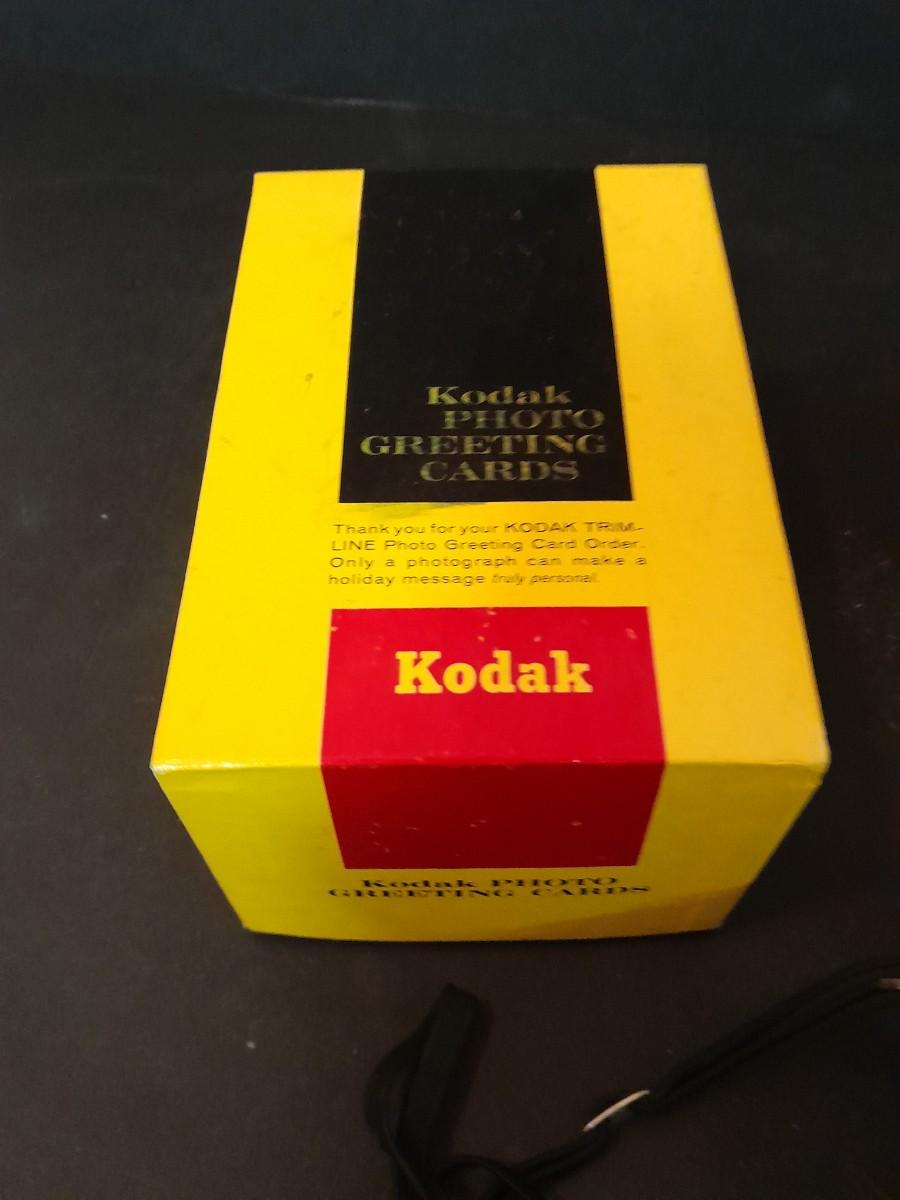 Kodak
PHOTO
GREETING
CARDS
Thank you for your KODAK TRIM-
LINE Photo Greeting Card Order.
Only a photograph can make a
holiday message truly personal.
Kodak
Kodak PHOTO
GREETING CARDS